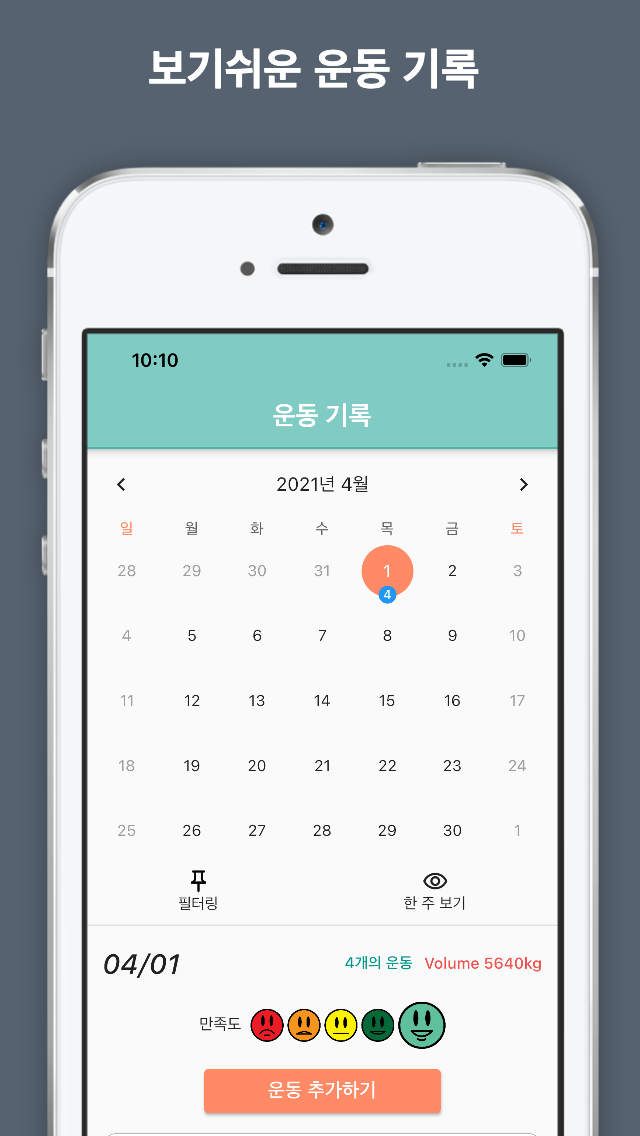 보기쉬운 운동 기록
10:10
운동 기록
2021년 4월
일 월 화 수 목 금 토
28 29 30 31 1 2 3
4
4 5 6 7 8 9 10
11 12 13 14 15 16 17
18 19 20 21 22 23 24
25 26 27 28 29 30 1
필터링 한 주 보기
04/01 4개의 운동 Volume 5640kg
만족도
운동 추가하기